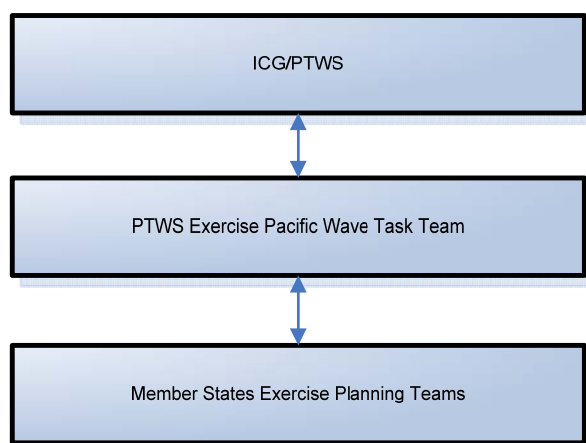 ICG/PTWS
PTWS Exercise Pacific Wave Task Team
Member States Exercise Planning Teams